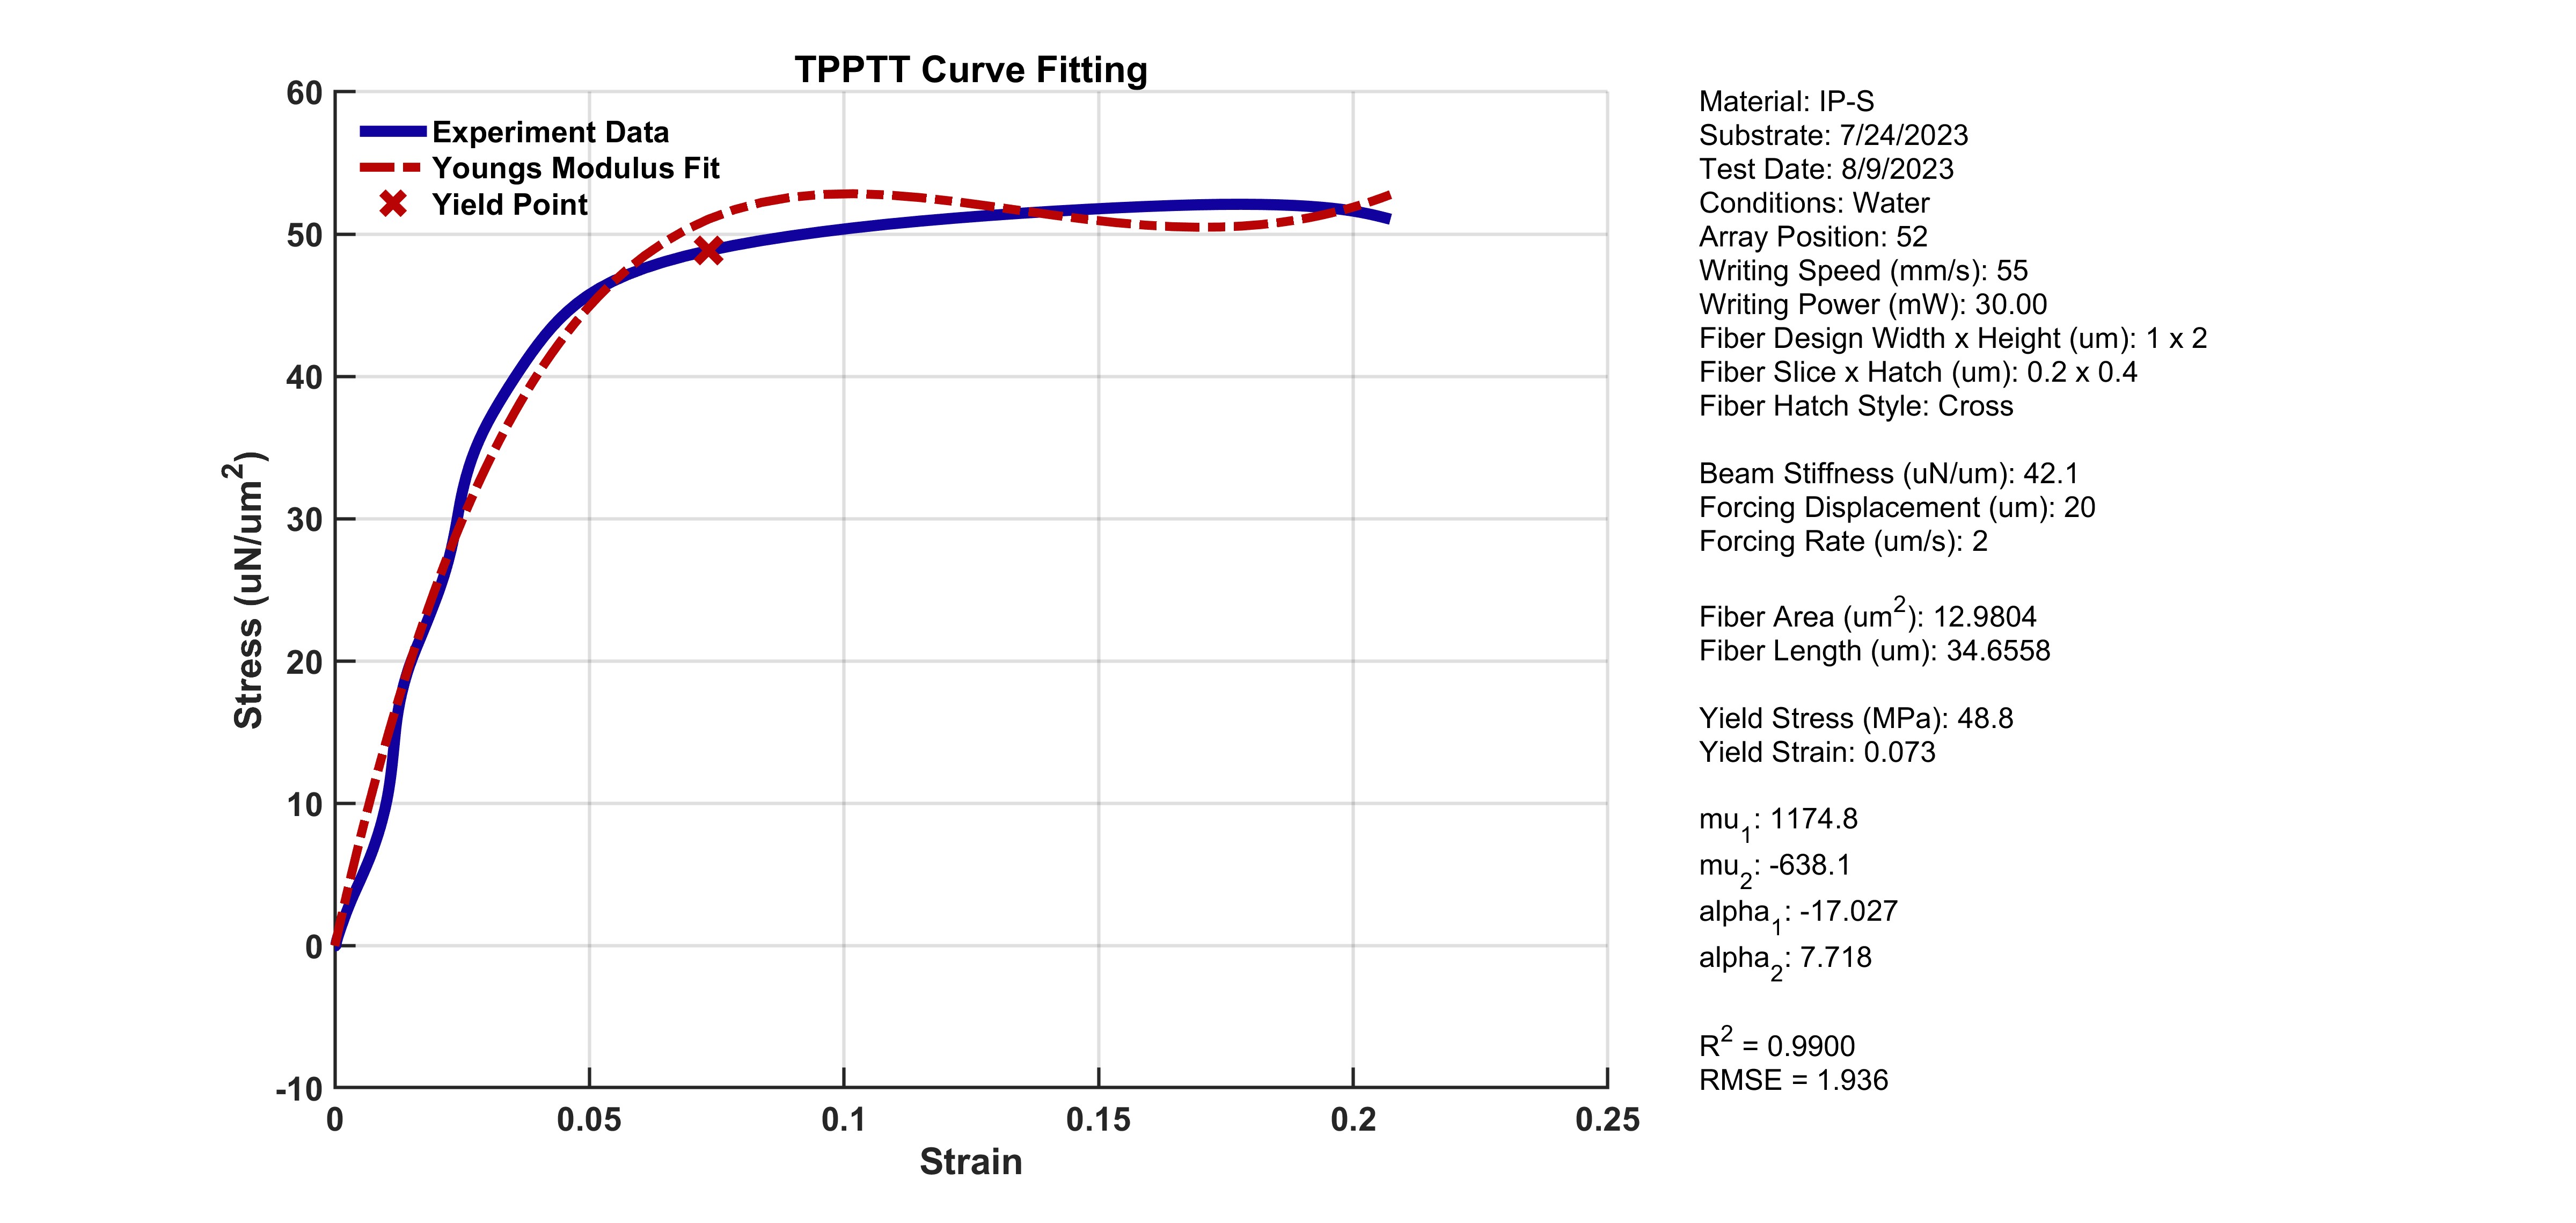 TPPTT Curve Fitting
60
50
40
30
20
10
0
-10
Stress (uN/um²)
Experiment Data
Youngs Modulus Fit
Yield Point
0
0.05
0.1
0.15
0.2
0.25
Strain
Material: IP-S
Substrate: 7/24/2023
Test Date: 8/9/2023
Conditions: Water
Array Position: 52
Writing Speed (mm/s): 55
Writing Power (mW): 30.00
Fiber Design Width x Height (um): 1 x 2
Fiber Slice x Hatch (um): 0.2 x 0.4
Fiber Hatch Style: Cross
Beam Stiffness (uN/um): 42.1
Forcing Displacement (um): 20
Forcing Rate (um/s): 2
Fiber Area (um²): 12.9804
Fiber Length (um): 34.6558
Yield Stress (MPa): 48.8
Yield Strain: 0.073
mu₁: 1174.8
mu₂: -638.1
alpha₁: -17.027
alpha₂: 7.718
R² = 0.9900
RMSE = 1.936